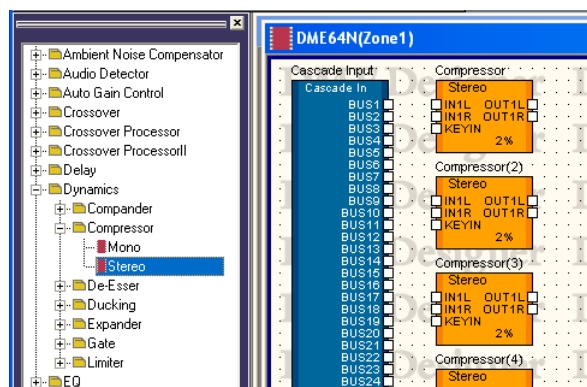 Ambient Noise Compensator
Audio Detector
Auto Gain Control
Crossover
Crossover Processor
Crossover ProcessorII
Delay
Dynamics
Compander
Compressor
Mono
Stereo
De-Esser
Ducking
Expander
Gate
Limiter
EQ
DME64N(Zone1)
Cascade Input
Cascade In
BUS1
BUS2
BUS3
BUS4
BUS5
BUS6
BUS7
BUS8
BUS9
BUS10
BUS11
BUS12
BUS13
BUS14
BUS15
BUS16
BUS17
BUS18
BUS19
BUS20
BUS21
BUS22
BUS23
BUS24
Compressor
Stereo
IN1L OUT1L
IN1R OUT1R
KEYIN
2%
Compressor(2)
Stereo
IN1L OUT1L
IN1R OUT1R
KEYIN
2%
Compressor(3)
Stereo
IN1L OUT1L
IN1R OUT1R
KEYIN
2%
Compressor(4)
Stereo